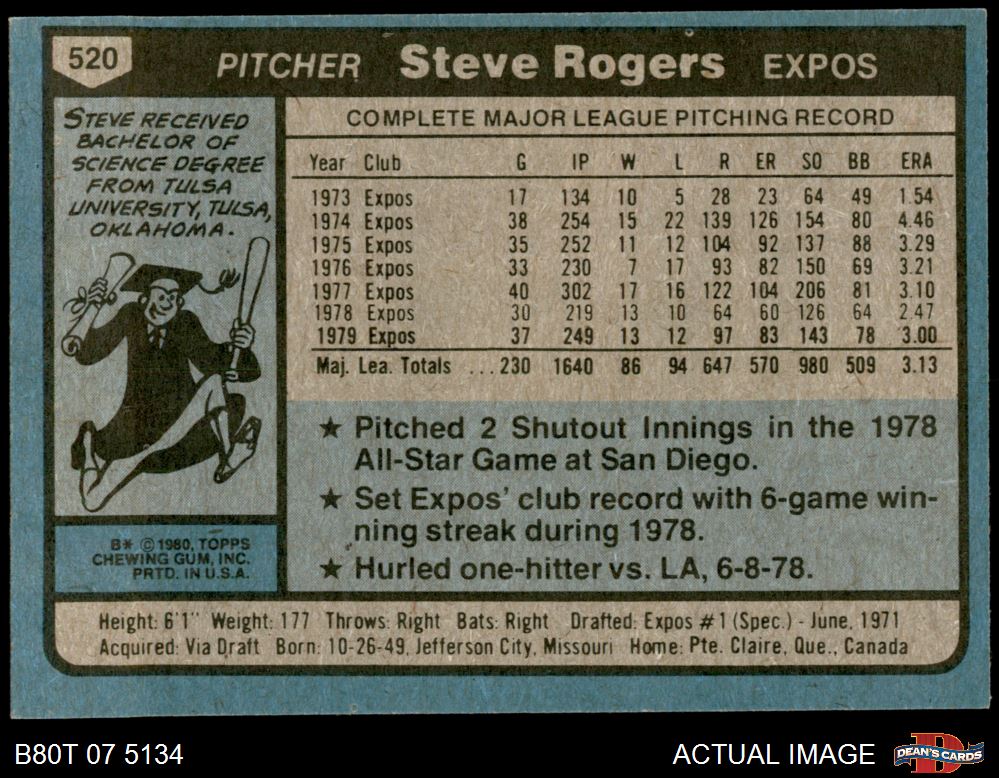 520 PITCHER Steve Rogers EXPOS
STEVE RECEIVED
BACHELOR OF
SCIENCE DEGREE
FROM TULSA
UNIVERSITY, TULSA,
OKLAHOMA.
B* © 1980, TOPPS
CHEWING GUM, INC.
PRTD. IN U.S.A.
COMPLETE MAJOR LEAGUE PITCHING RECORD
Year Club G IP W L R ER SO BB ERA
1973 Expos 17 134 10 5 28 23 64 49 1.54
1974 Expos 38 254 15 22 139 126 154 80 4.46
1975 Expos 35 252 11 12 104 92 137 88 3.29
1976 Expos 33 230 7 17 93 82 150 69 3.21
1977 Expos 40 302 17 16 122 104 206 81 3.10
1978 Expos 30 219 13 10 64 60 126 64 2.47
1979 Expos 37 249 13 12 97 83 143 78 3.00
Maj. Lea. Totals ... 230 1640 86 94 647 570 980 509 3.13
★ Pitched 2 Shutout Innings in the 1978
All-Star Game at San Diego.
★ Set Expos' club record with 6-game win-
ning streak during 1978.
★ Hurled one-hitter vs. LA, 6-8-78.
Height: 6'1" Weight: 177 Throws: Right Bats: Right Drafted: Expos #1 (Spec.) - June, 1971
Acquired: Via Draft Born: 10-26-49, Jefferson City, Missouri Home: Pte. Claire, Que., Canada
B80T 07 5134 ACTUAL IMAGE DEAN'S CARDS